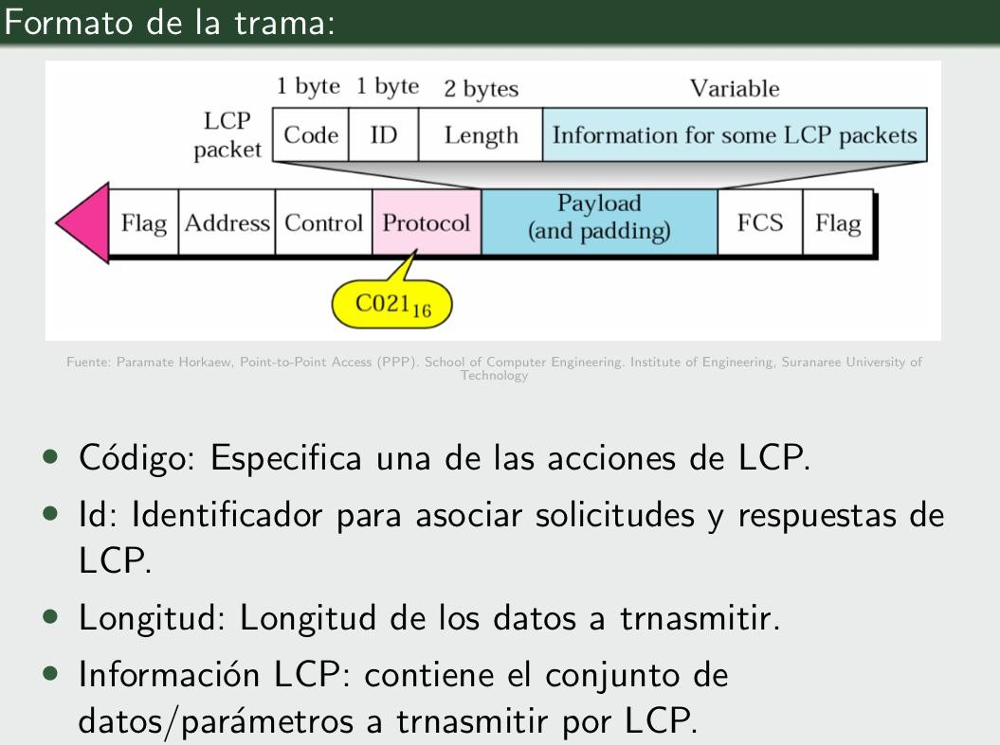 Formato de la trama:
1 byte 1 byte 2 bytes Variable
LCP
packet
Code ID Length Information for some LCP packets
Flag Address Control Protocol
Payload
(and padding)
FCS Flag
C021₁₆
Fuente: Paramate Horkaew, Point-to-Point Access (PPP). School of Computer Engineering. Institute of Engineering, Suranaree University of
Technology
• Código: Especifica una de las acciones de LCP.
• Id: Identificador para asociar solicitudes y respuestas de
LCP.
• Longitud: Longitud de los datos a trnasmitir.
• Información LCP: contiene el conjunto de
datos/parámetros a trnasmitir por LCP.